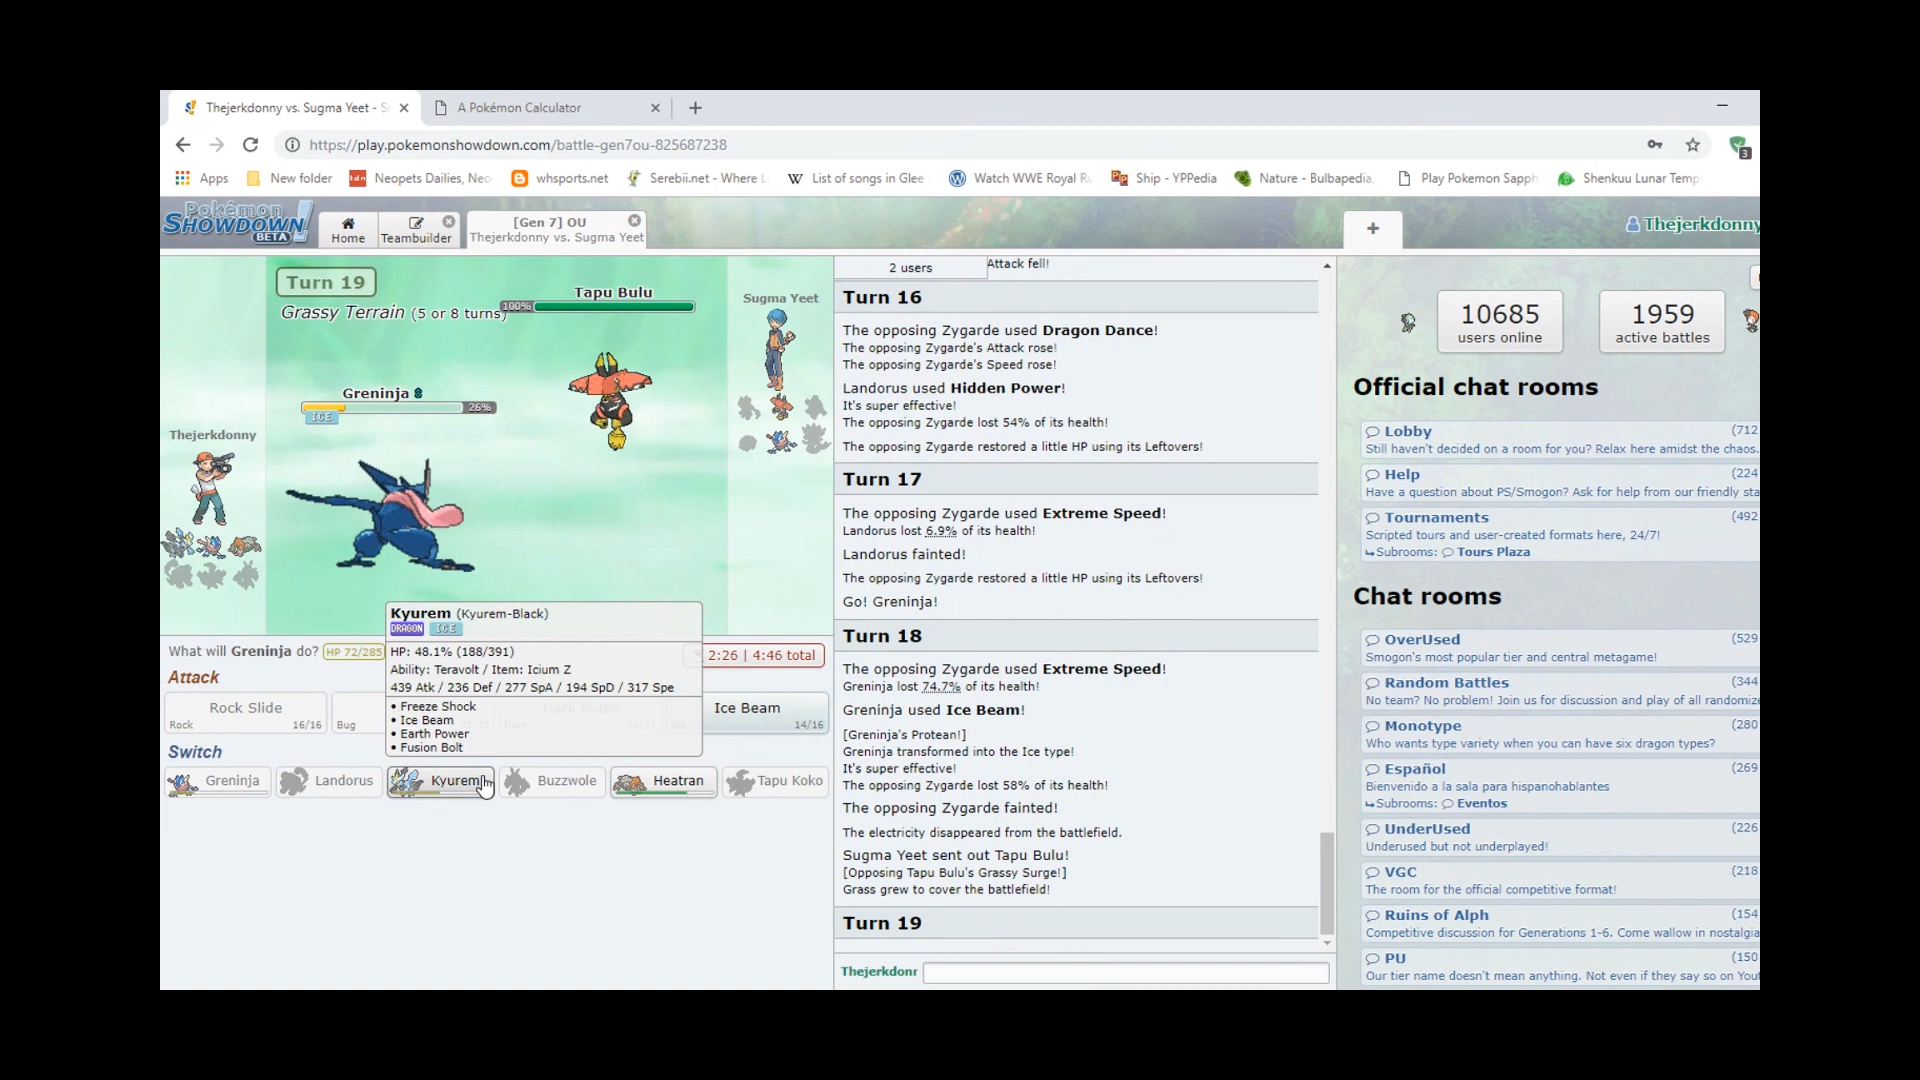 Thejerkdonny vs. Sugma Yeet - S
A Pokémon Calculator
https://play.pokemonshowdown.com/battle-gen7ou-825687238
3
Apps
New folder
Neopets Dailies, Neo
whsports.net
Serebii.net - Where L
List of songs in Glee
Watch WWE Royal R
Ship - YPPedia
Nature - Bulbapedia,
Play Pokemon Sapph
Shenkuu Lunar Temp
Pokémon
SHOWDOWN!
BETA
Home
Teambuilder
[Gen 7] OU
Thejerkdonny vs. Sugma Yeet
+
Thejerkdonny
Turn 19
Grassy Terrain (5 or 8 turns)
Tapu Bulu
100%
Sugma Yeet
Greninja
26%
ICE
Thejerkdonny
What will Greninja do? HP 72/285
2:26 | 4:46 total
Attack
Rock Slide
Rock 16/16
Bug
Dark Pulse
Ice Beam
14/16
Kyurem (Kyurem-Black)
DRAGON ICE
HP: 48.1% (188/391)
Ability: Teravolt / Item: Icium Z
439 Atk / 236 Def / 277 SpA / 194 SpD / 317 Spe
• Freeze Shock
• Ice Beam
• Earth Power
• Fusion Bolt
Switch
Greninja
Landorus
Kyurem
Buzzwole
Heatran
Tapu Koko
2 users
Attack fell!
Turn 16
The opposing Zygarde used Dragon Dance!
The opposing Zygarde's Attack rose!
The opposing Zygarde's Speed rose!
Landorus used Hidden Power!
It's super effective!
The opposing Zygarde lost 54% of its health!
The opposing Zygarde restored a little HP using its Leftovers!
Turn 17
The opposing Zygarde used Extreme Speed!
Landorus lost 6.9% of its health!
Landorus fainted!
The opposing Zygarde restored a little HP using its Leftovers!
Go! Greninja!
Turn 18
The opposing Zygarde used Extreme Speed!
Greninja lost 74.7% of its health!
Greninja used Ice Beam!
[Greninja's Protean!]
Greninja transformed into the Ice type!
It's super effective!
The opposing Zygarde lost 58% of its health!
The opposing Zygarde fainted!
The electricity disappeared from the battlefield.
Sugma Yeet sent out Tapu Bulu!
[Opposing Tapu Bulu's Grassy Surge!]
Grass grew to cover the battlefield!
Turn 19
Thejerkdonr
10685
users online
1959
active battles
Official chat rooms
Lobby (712
Still haven't decided on a room for you? Relax here amidst the chaos.
Help (224
Have a question about PS/Smogon? Ask for help from our friendly sta
Tournaments (492
Scripted tours and user-created formats here, 24/7!
↳Subrooms: Tours Plaza
Chat rooms
OverUsed (529
Smogon's most popular tier and central metagame!
Random Battles (344
No team? No problem! Join us for discussion and play of all randomize
Monotype (280
Who wants type variety when you can have six dragon types?
Español (269
Bienvenido a la sala para hispanohablantes
↳Subrooms: Eventos
UnderUsed (226
Underused but not underplayed!
VGC (218
The room for the official competitive format!
Ruins of Alph (154
Competitive discussion for Generations 1-6. Come wallow in nostalgia
PU (150
Our tier name doesn't mean anything. Not even if they say so on You